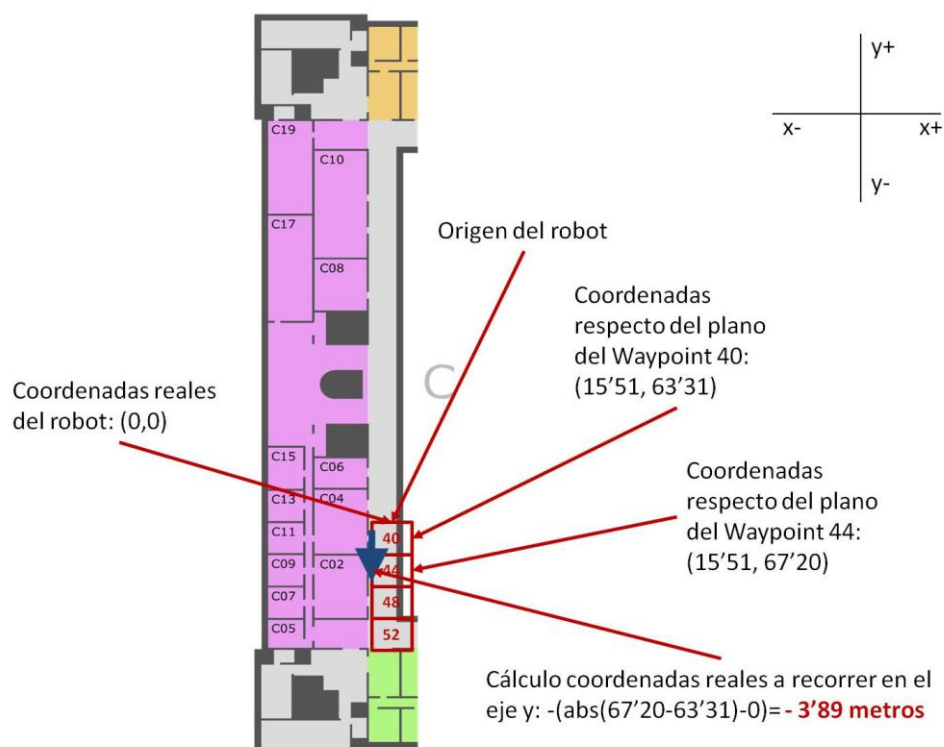 y+
x-
x+
y-
C19
C10
C17
C08
Origen del robot
Coordenadas
respecto del plano
del Waypoint 40:
(15’51, 63’31)
C
Coordenadas reales
del robot: (0,0)
C15
C06
C13
C04
C11
40
C09
C02
44
C07
48
C05
52
Coordenadas
respecto del plano
del Waypoint 44:
(15’51, 67’20)
Cálculo coordenadas reales a recorrer en el
eje y: -(abs(67’20-63’31)-0)= - 3’89 metros